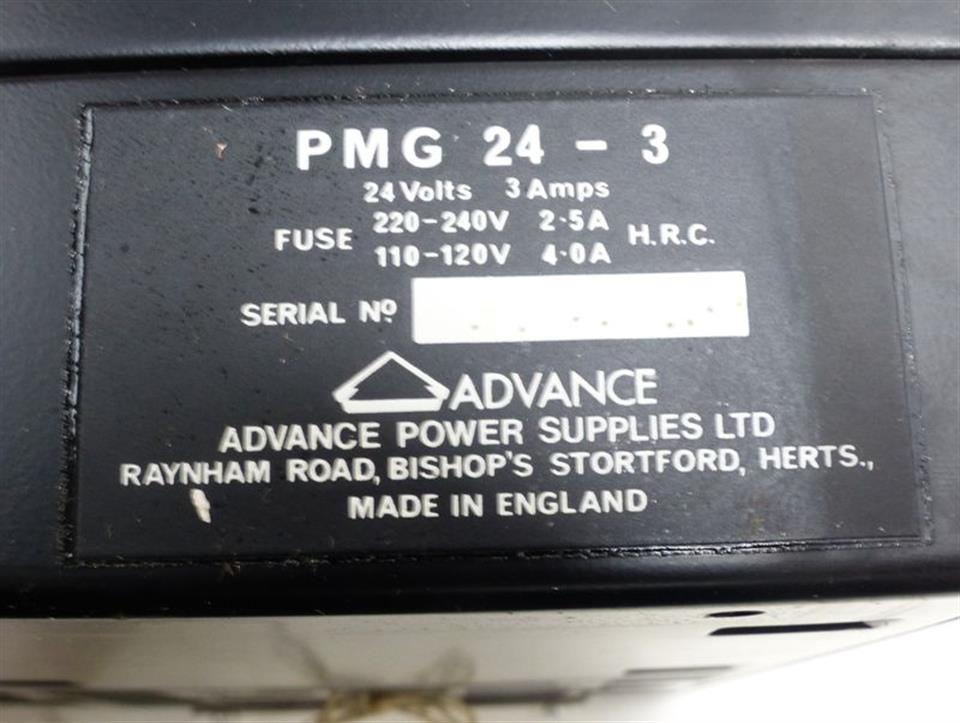 PMG 24 - 3
24 Volts 3 Amps
FUSE 220-240V 2·5A H.R.C.
110-120V 4·0A
SERIAL Nº
ADVANCE
ADVANCE POWER SUPPLIES LTD
RAYNHAM ROAD, BISHOP'S STORTFORD, HERTS.,
MADE IN ENGLAND